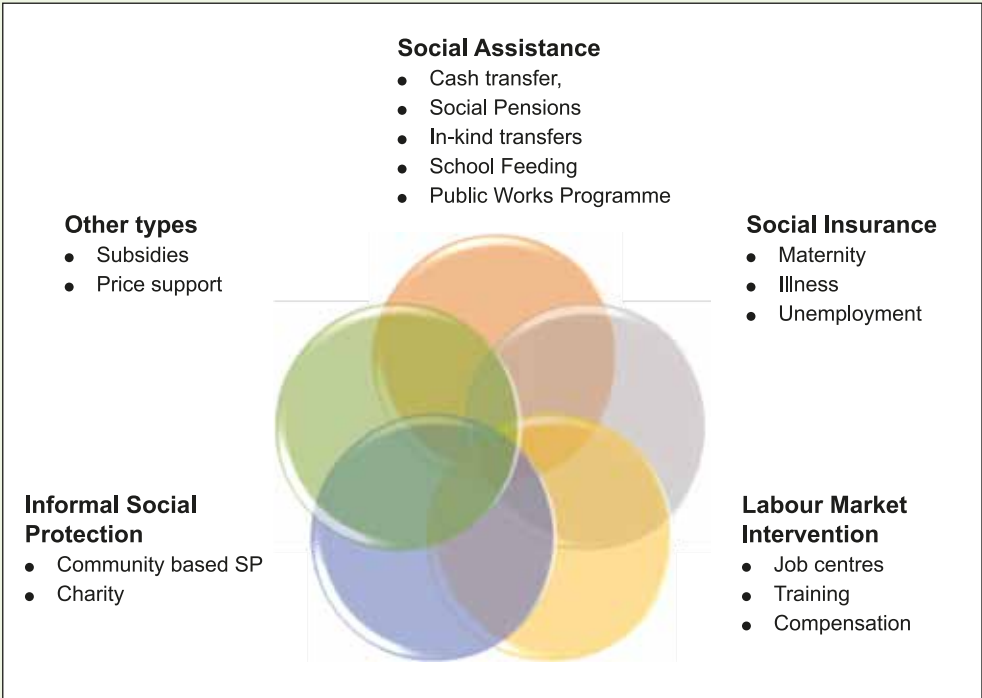 Social Assistance
● Cash transfer,
● Social Pensions
● In-kind transfers
● School Feeding
● Public Works Programme
Other types
● Subsidies
● Price support
Social Insurance
● Maternity
● Illness
● Unemployment
Informal Social
Protection
● Community based SP
● Charity
Labour Market
Intervention
● Job centres
● Training
● Compensation